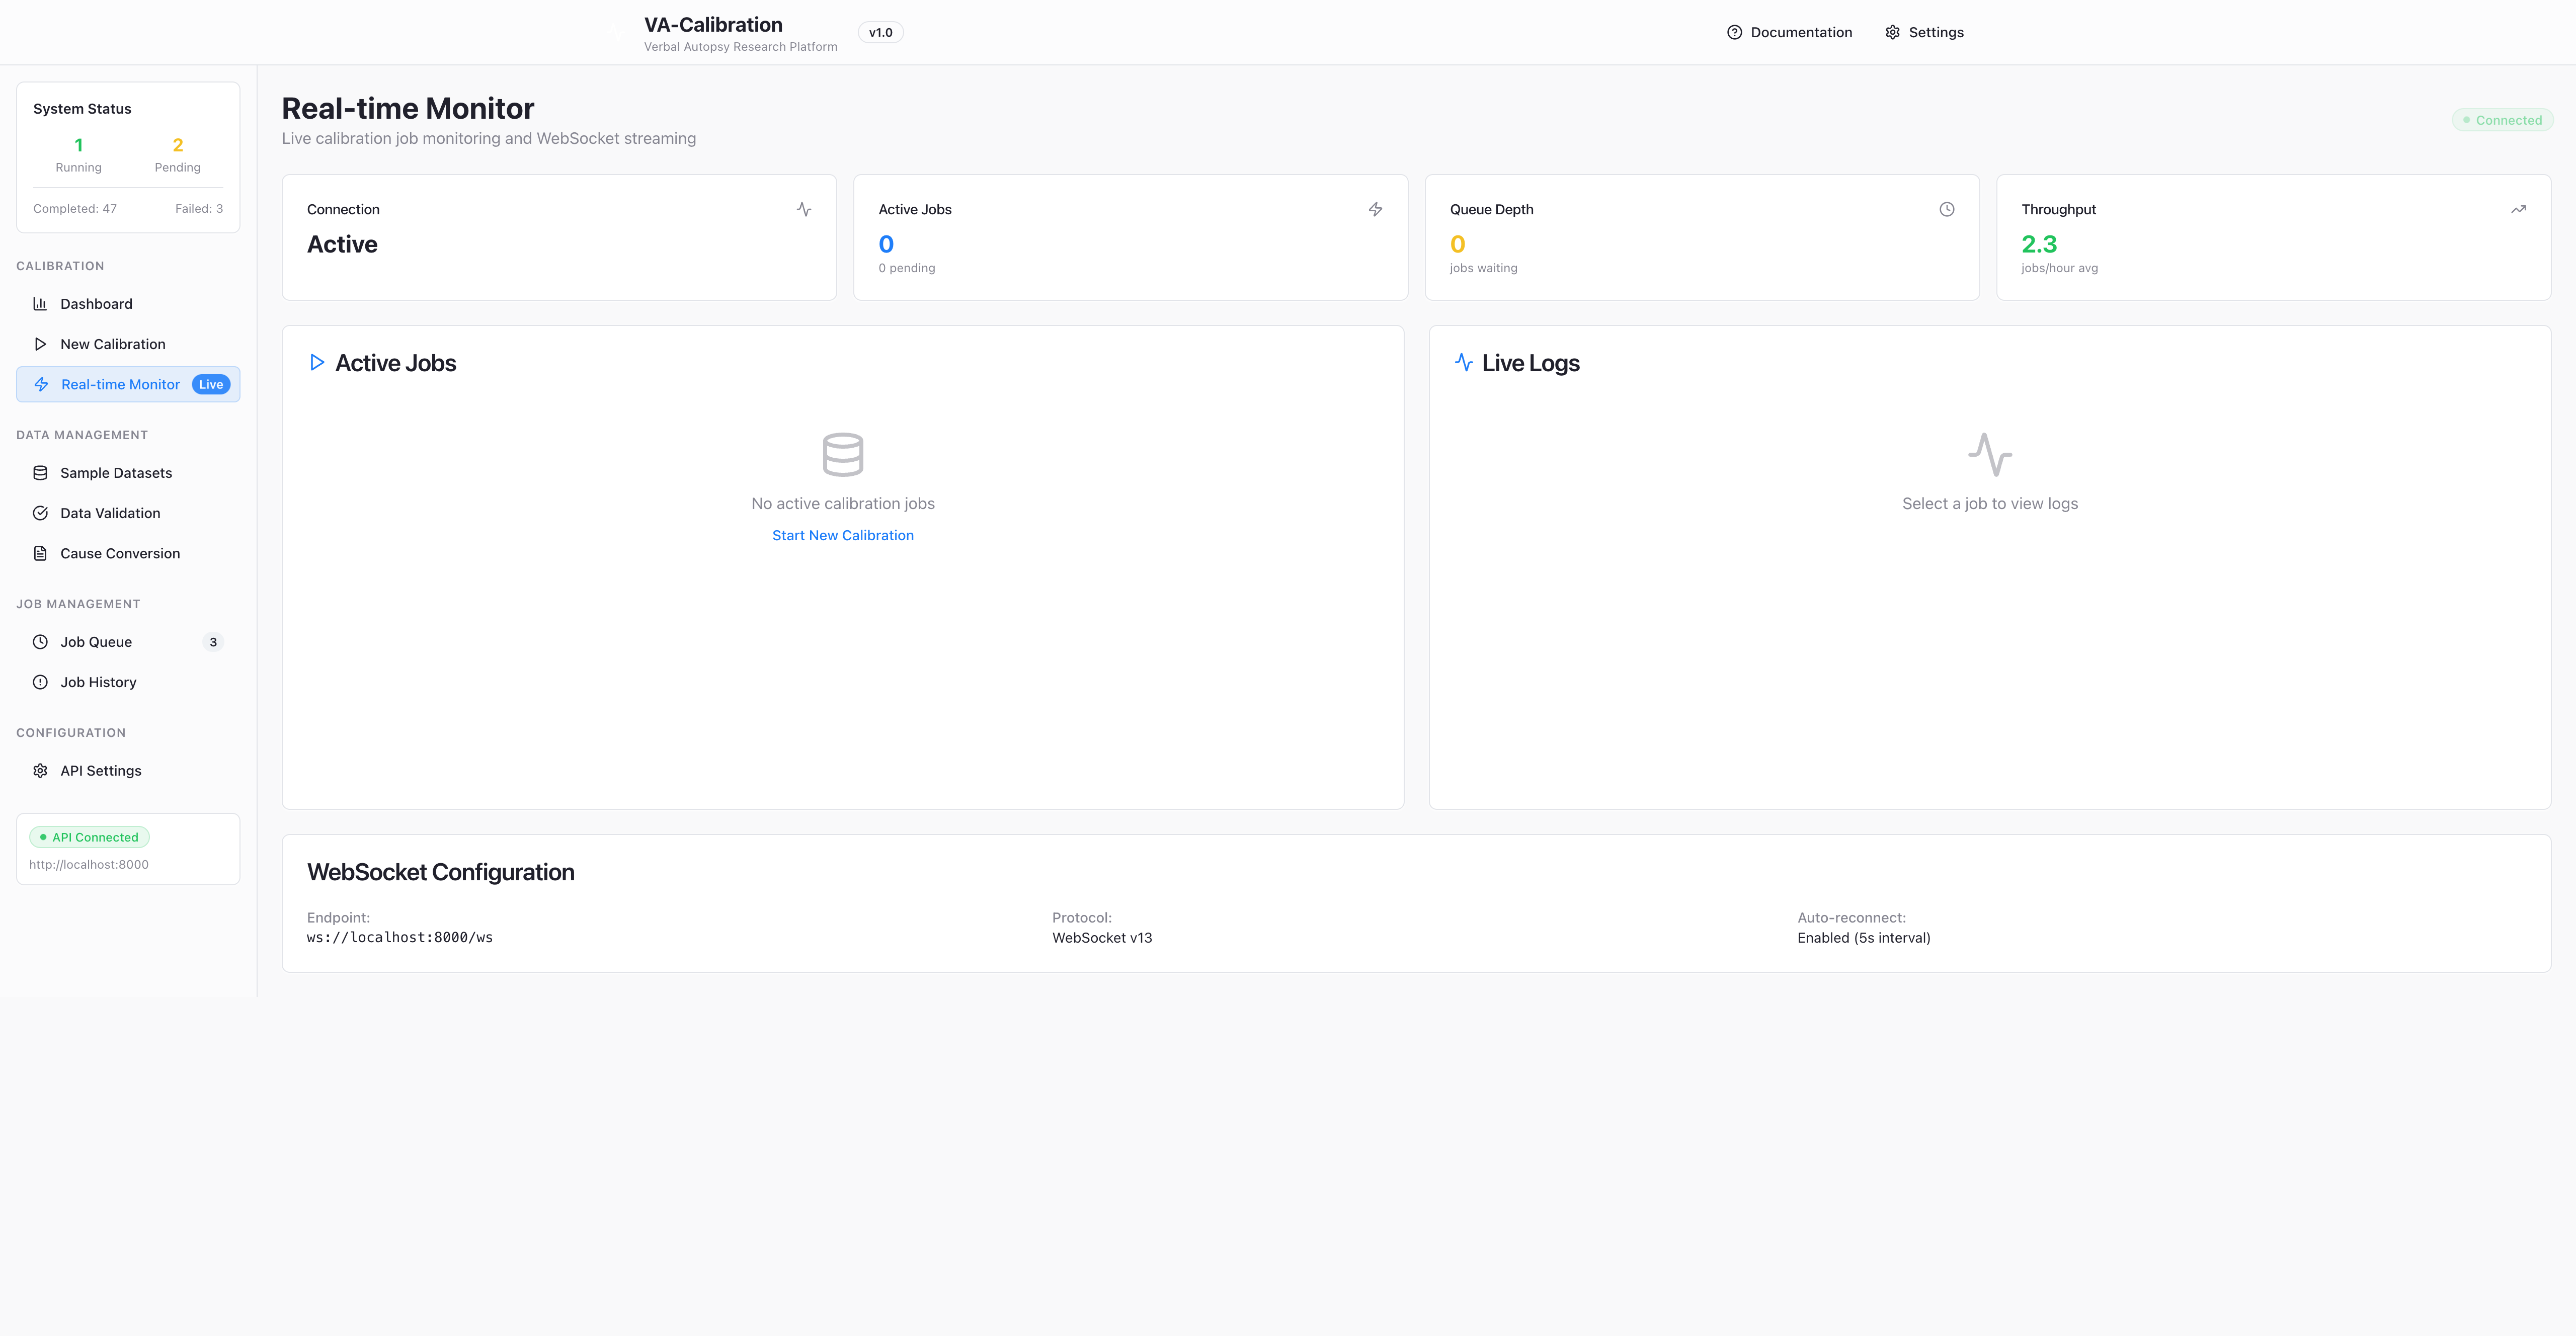 VA-Calibration
Verbal Autopsy Research Platform
v1.0
Documentation
Settings
System Status
1
Running
2
Pending
Completed: 47
Failed: 3
CALIBRATION
Dashboard
New Calibration
Real-time Monitor
Live
DATA MANAGEMENT
Sample Datasets
Data Validation
Cause Conversion
JOB MANAGEMENT
Job Queue
3
Job History
CONFIGURATION
API Settings
API Connected
http://localhost:8000
Real-time Monitor
Live calibration job monitoring and WebSocket streaming
Connected
Connection
Active
Active Jobs
0
0 pending
Queue Depth
0
jobs waiting
Throughput
2.3
jobs/hour avg
Active Jobs
No active calibration jobs
Start New Calibration
Live Logs
Select a job to view logs
WebSocket Configuration
Endpoint:
ws://localhost:8000/ws
Protocol:
WebSocket v13
Auto-reconnect:
Enabled (5s interval)